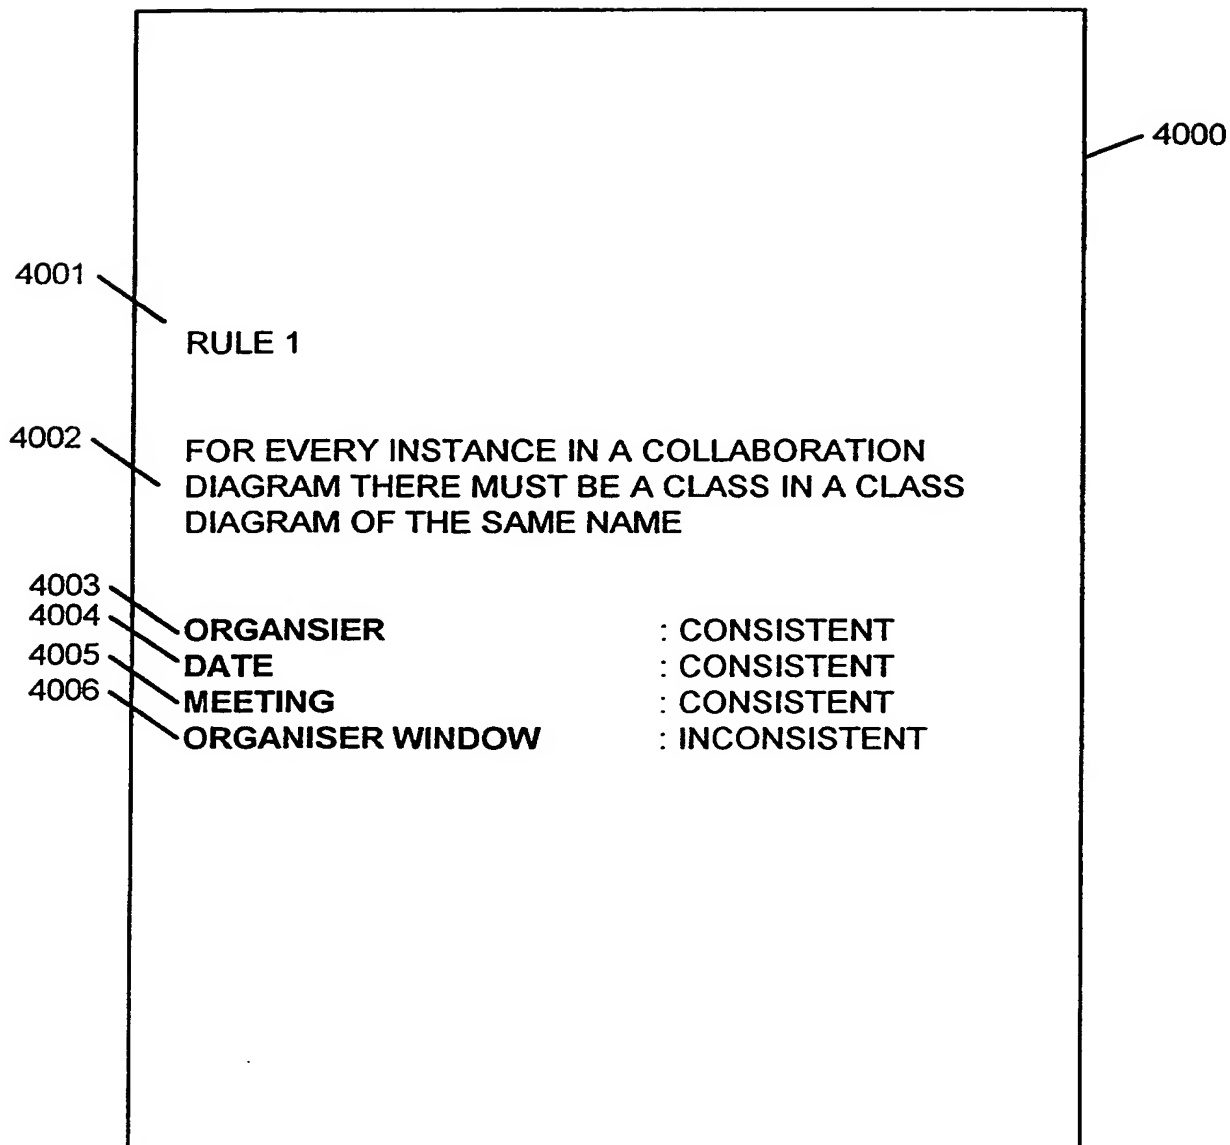 4000
4001
RULE 1
4002
FOR EVERY INSTANCE IN A COLLABORATION
DIAGRAM THERE MUST BE A CLASS IN A CLASS
DIAGRAM OF THE SAME NAME
4003
ORGANSIER : CONSISTENT
4004
DATE : CONSISTENT
4005
MEETING : CONSISTENT
4006
ORGANISER WINDOW : INCONSISTENT